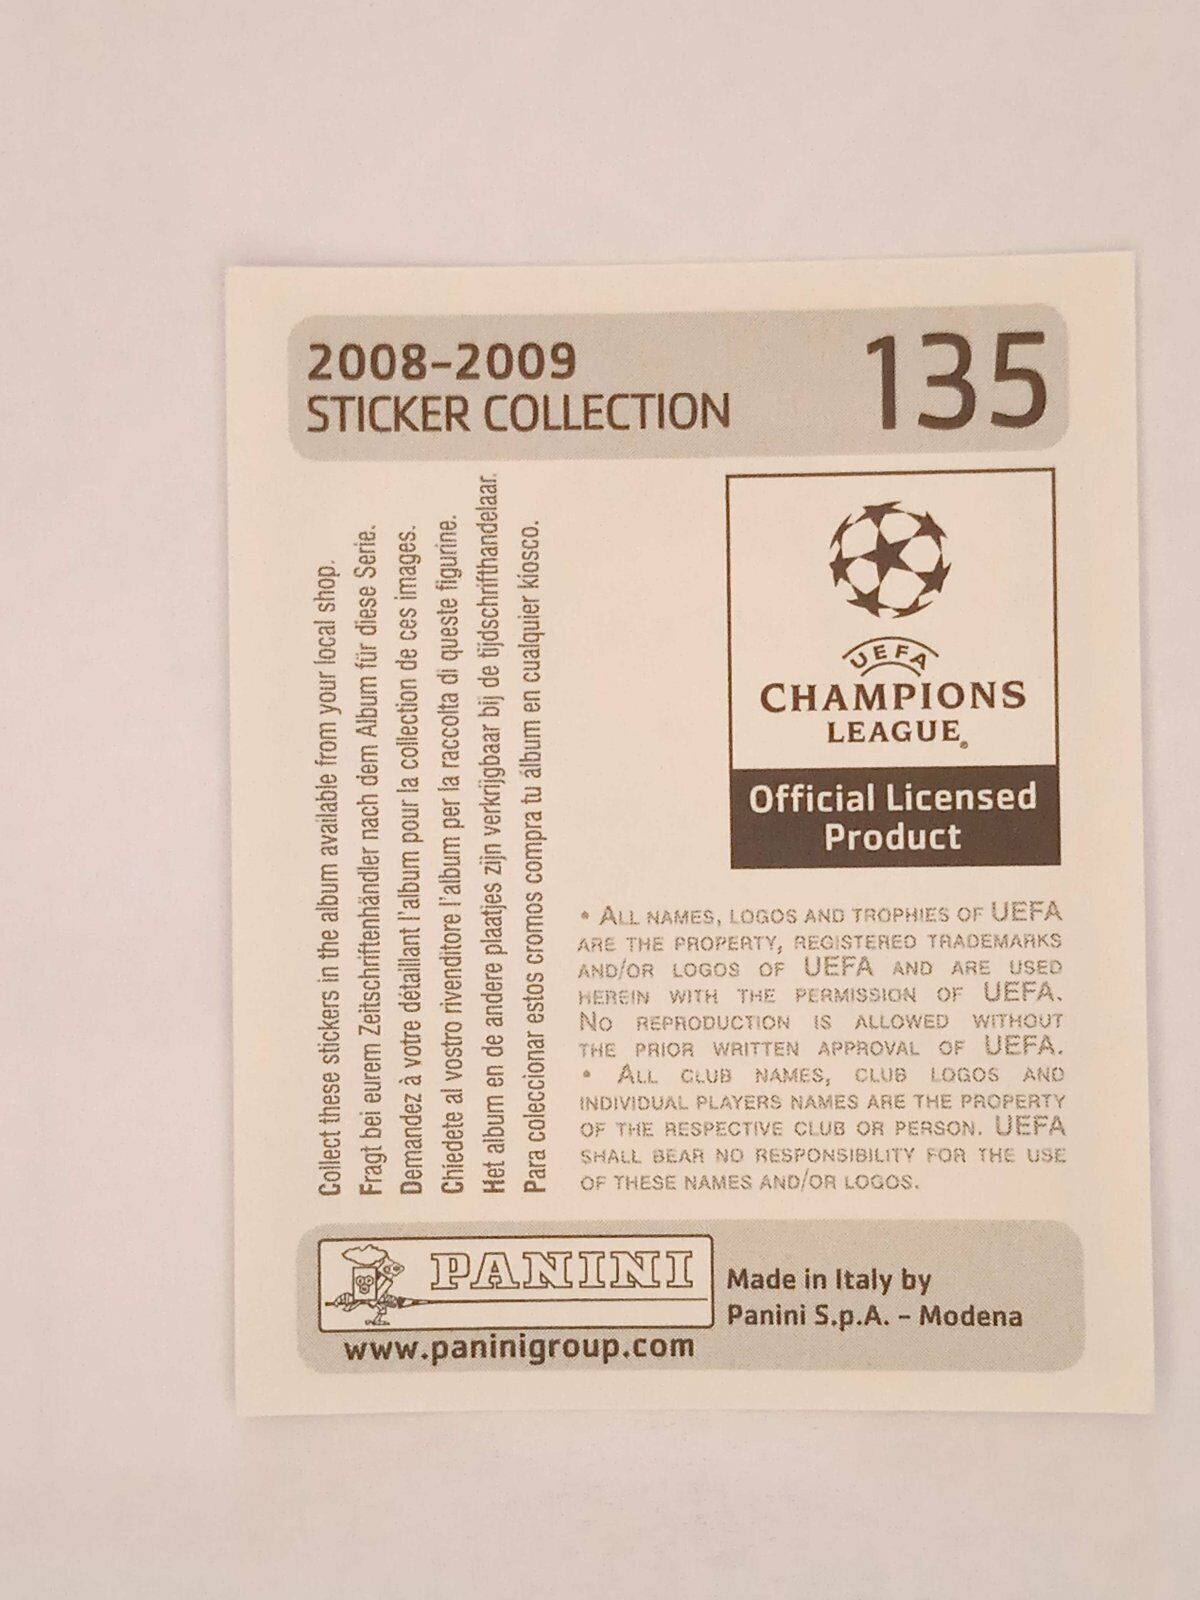 2008-2009
STICKER COLLECTION
135
Collect these stickers in the album available from your local shop.
Fragt bei eurem Zeitschriftenhändler nach dem Album für diese Serie.
Demandez à votre détaillant l'album pour la collection de ces images.
Chiedete al vostro rivenditore l'album per la raccolta di queste figurine.
Het album en de andere plaatjes zijn verkrijgbaar bij de tijdschrifthandelaar.
Para coleccionar estos cromos compra tu álbum en cualquier kiosco.
UEFA
CHAMPIONS
LEAGUE®
Official Licensed
Product
• ALL NAMES, LOGOS AND TROPHIES OF UEFA
ARE THE PROPERTY, REGISTERED TRADEMARKS
AND/OR LOGOS OF UEFA AND ARE USED
HEREIN WITH THE PERMISSION OF UEFA.
NO REPRODUCTION IS ALLOWED WITHOUT
THE PRIOR WRITTEN APPROVAL OF UEFA.
• ALL CLUB NAMES, CLUB LOGOS AND
INDIVIDUAL PLAYERS NAMES ARE THE PROPERTY
OF THE RESPECTIVE CLUB OR PERSON. UEFA
SHALL BEAR NO RESPONSIBILITY FOR THE USE
OF THESE NAMES AND/OR LOGOS.
PANINI
www.paninigroup.com
Made in Italy by
Panini S.p.A. – Modena